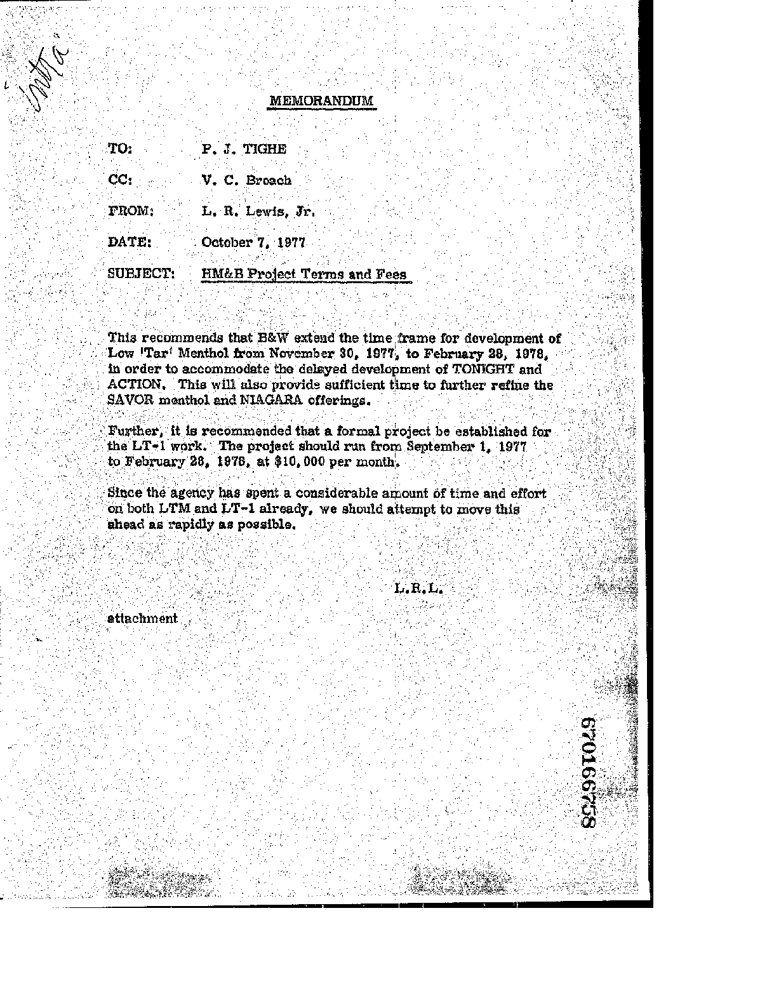 intra
MEMORANDUM
TO: P. J. TIGHE
CC: V. C. Broach
FROM: L. R. Lewis, Jr.
DATE: October 7, 1977
SUBJECT: HM&B Project Terms and Fees
This recommends that B&W extend the time frame for development of
Low 'Tar' Menthol from November 30, 1977, to February 28, 1978,
in order to accommodate the delayed development of TONIGHT and
ACTION. This will also provide sufficient time to further refine the
SAVOR menthol and NIAGARA offerings.
Further, it is recommended that a formal project be established for
the LT-1 work. The project should run from September 1, 1977
to February 28, 1978, at $10,000 per month.
Since the agency has spent a considerable amount of time and effort
on both LTM and LT-1 already, we should attempt to move this
ahead as rapidly as possible.
L.R.L.
attachment
670166758